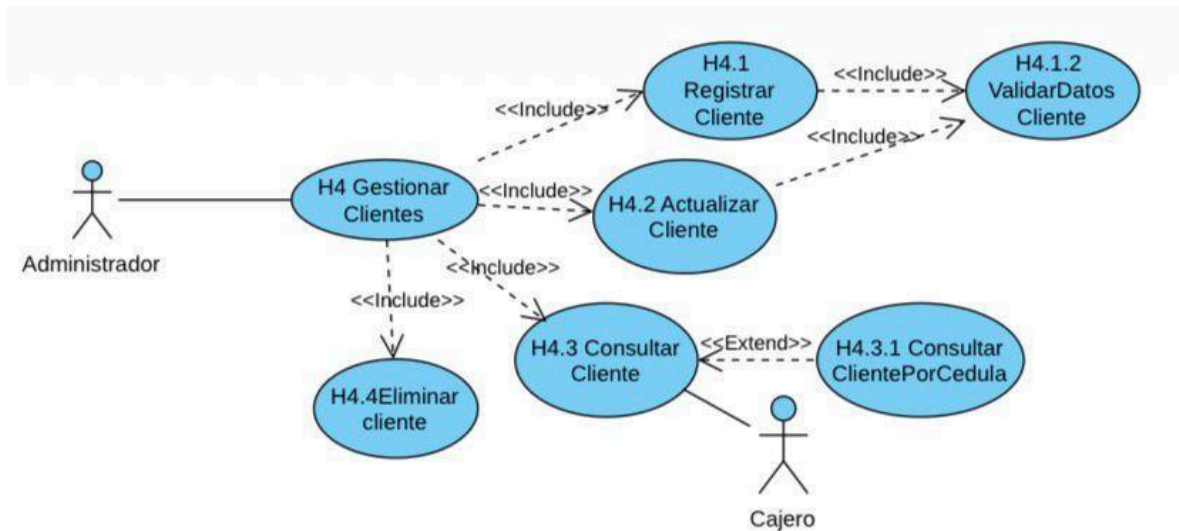 H4.1
Registrar
Cliente
<<Include>>
H4.1.2
ValidarDatos
Cliente
<<Include>>
<<Include>>
H4 Gestionar
Clientes
<<Include>>
H4.2 Actualizar
Cliente
Administrador
<<Include>>
<<Include>>
H4.3 Consultar
Cliente
<<Extend>>
H4.3.1 Consultar
ClientePorCedula
H4.4Eliminar
cliente
Cajero